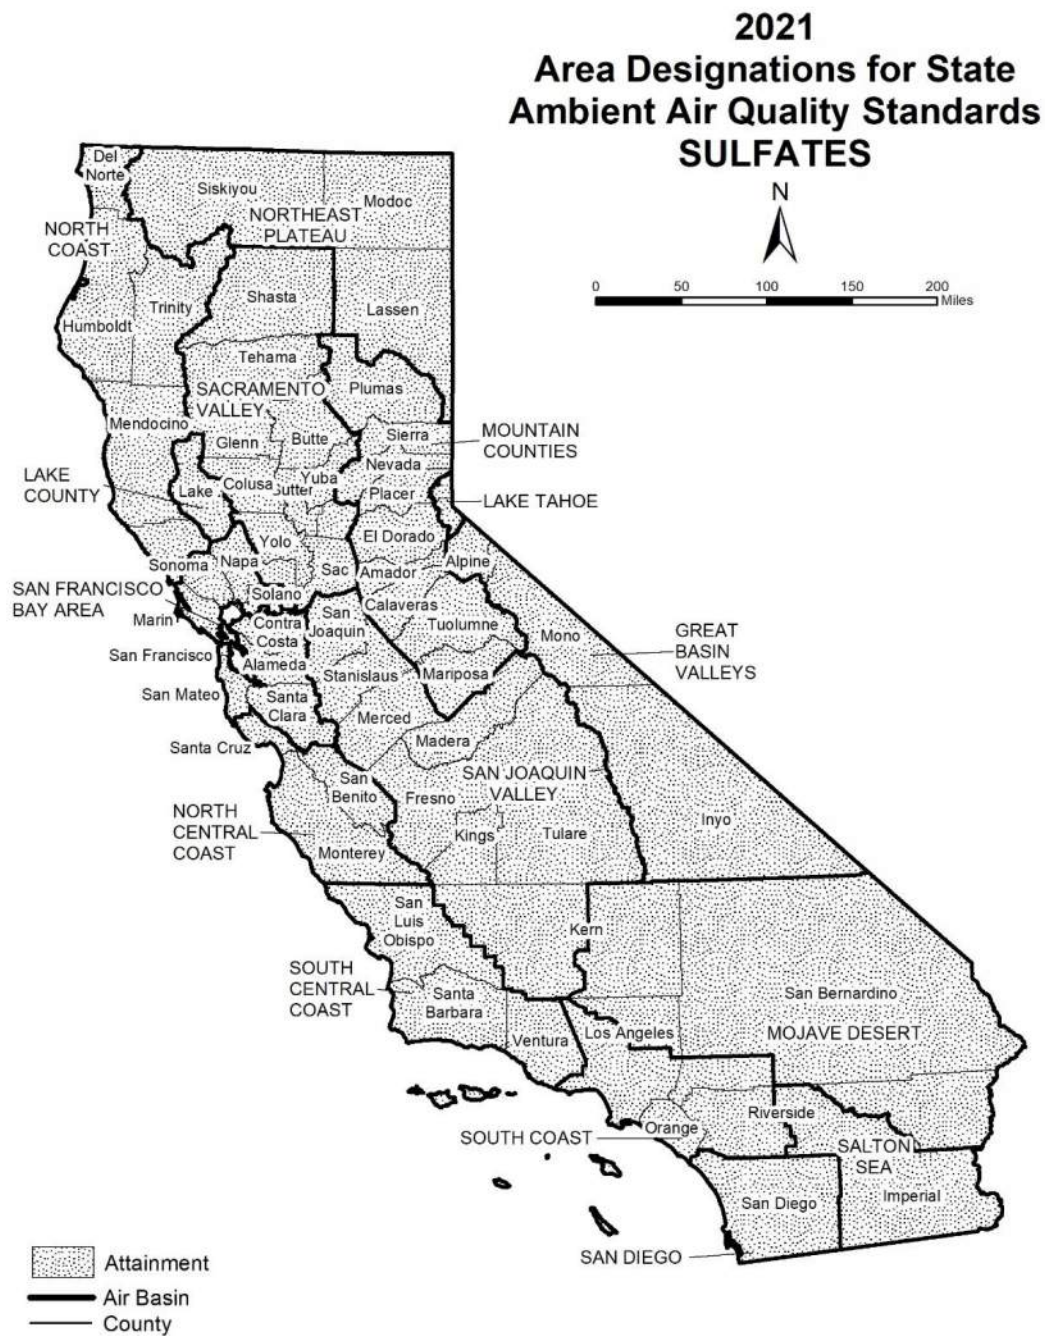 2021
Area Designations for State
Ambient Air Quality Standards
SULFATES
N
0 50 100 150 200
Miles
Del
Norte
Siskiyou
Modoc
NORTHEAST
PLATEAU
NORTH
COAST
Shasta
Trinity
Lassen
Humboldt
Tehama
Plumas
SACRAMENTO
VALLEY
Mendocino
Butte
Sierra
Glenn
MOUNTAIN
COUNTIES
Nevada
LAKE
COUNTY
Lake
Colusa
Yuba
Sutter
Placer
LAKE TAHOE
El Dorado
Yolo
Sonoma
Napa
Sac
Amador
Alpine
SAN FRANCISCO
BAY AREA
Solano
Calaveras
Marin
Contra
Costa
San
Joaquin
Tuolumne
Mono
GREAT
BASIN
VALLEYS
San Francisco
Alameda
Stanislaus
Mariposa
San Mateo
Santa
Clara
Merced
Santa Cruz
Madera
San
Benito
Fresno
SAN JOAQUIN
VALLEY
NORTH
CENTRAL
COAST
Kings
Tulare
Inyo
Monterey
San
Luis
Obispo
Kern
SOUTH
CENTRAL
COAST
Santa
Barbara
San Bernardino
Ventura
Los Angeles
MOJAVE DESERT
Riverside
Orange
SOUTH COAST
SALTON
SEA
San Diego
Imperial
SAN DIEGO
Attainment
Air Basin
County